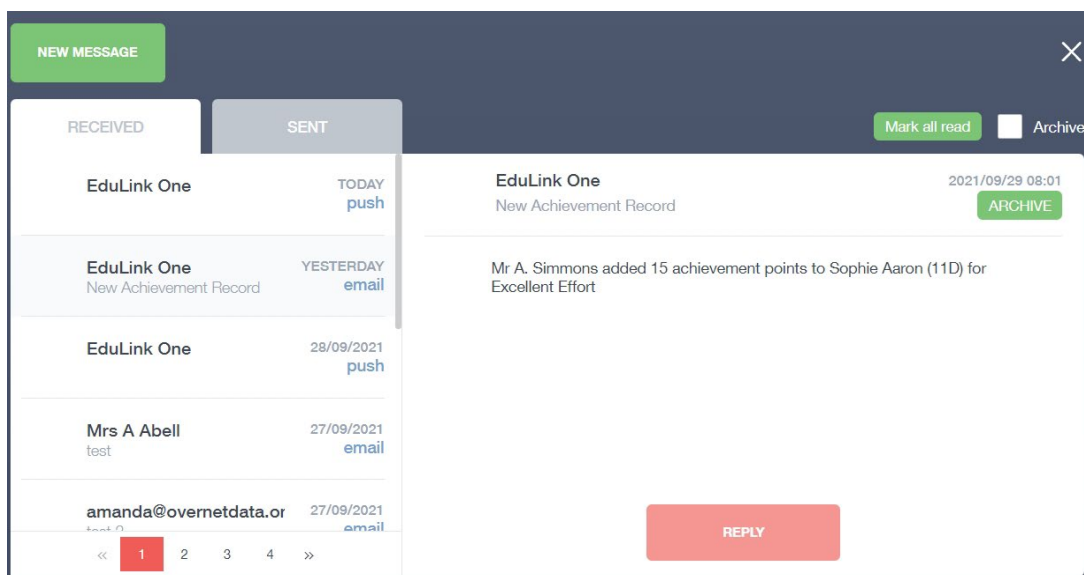 NEW MESSAGE
RECEIVED
SENT
Mark all read
Archive
EduLink One
TODAY
push
EduLink One
YESTERDAY
New Achievement Record
email
EduLink One
28/09/2021
push
Mrs A Abell
27/09/2021
test
email
amanda@overnetdata.or
27/09/2021
test 2
email
« 1 2 3 4 »
EduLink One
2021/09/29 08:01
New Achievement Record
ARCHIVE
Mr A. Simmons added 15 achievement points to Sophie Aaron (11D) for
Excellent Effort
REPLY